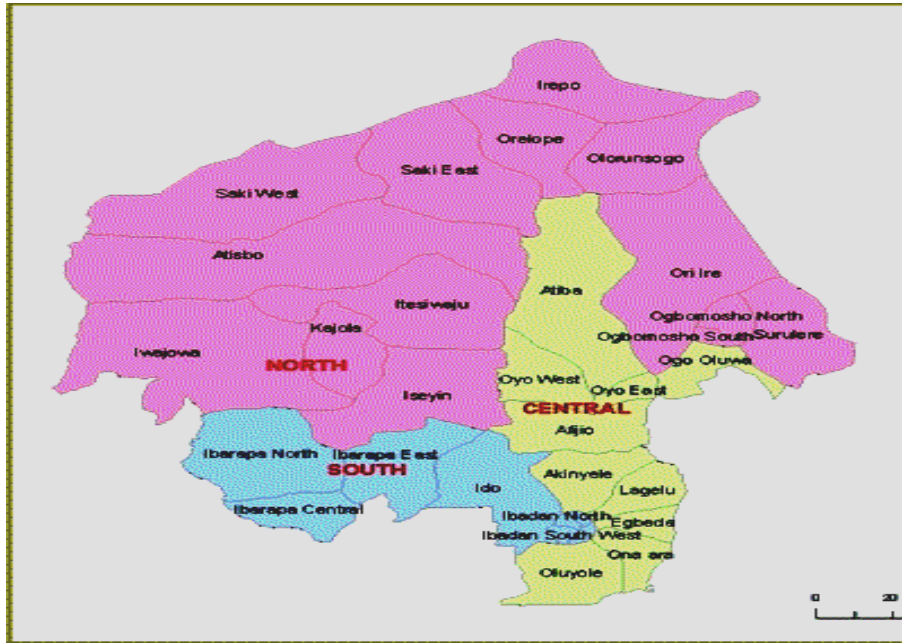 Irepo
Orelope
Olorunsogo
Saki East
Saki West
Atisbo
Ori Ire
Atiba
Itesiwaju
Ogbomosho North
Kajola
Ogbomosho South
Surulere
Iwajowa
Ogo Oluwa
NORTH
Oyo West
Oyo East
Iseyin
CENTRAL
Afijio
Ibarapa North
Ibarapa East
SOUTH
Akinyele
Ido
Lagelu
Ibarapa Central
Ibadan North
Egbeda
Ibadan South West
Ona ara
Oluyole
0 20